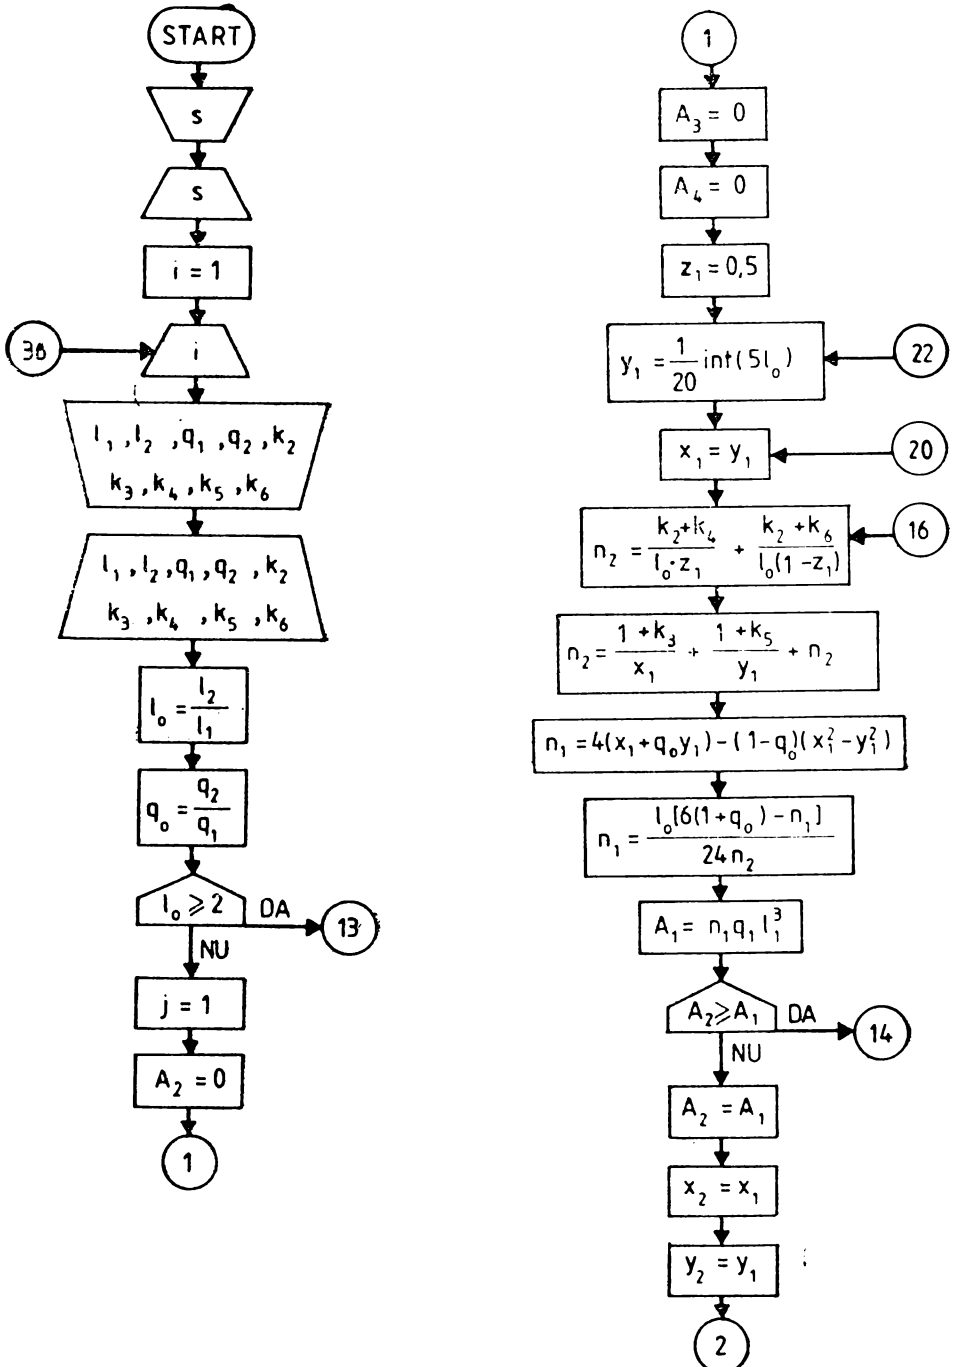 START
s
s
i = 1
38
i
l₁ , l₂ , q₁ , q₂ , k₂
k₃ , k₄ , k₅ , k₆
l₁ , l₂ , q₁ , q₂ , k₂
k₃ , k₄ , k₅ , k₆
l₀ = l₂/l₁
q₀ = q₂/q₁
l₀ ⩾ 2 DA
13
NU
j = 1
A₂ = 0
1
1
A₃ = 0
A₄ = 0
z₁ = 0,5
y₁ = 1/20 int(5l₀)
22
x₁ = y₁
20
n₂ = (k₂+k₄)/(l₀·z₁) + (k₂+k₆)/(l₀(1-z₁))
16
n₂ = (1+k₃)/x₁ + (1+k₅)/y₁ + n₂
n₁ = 4(x₁+q₀y₁)-(1-q₀)(x₁²-y₁²)
n₁ = l₀[6(1+q₀)-n₁]/24n₂
A₁ = n₁q₁l₁³
A₂ ⩾ A₁ DA
14
NU
A₂ = A₁
x₂ = x₁
y₂ = y₁
2